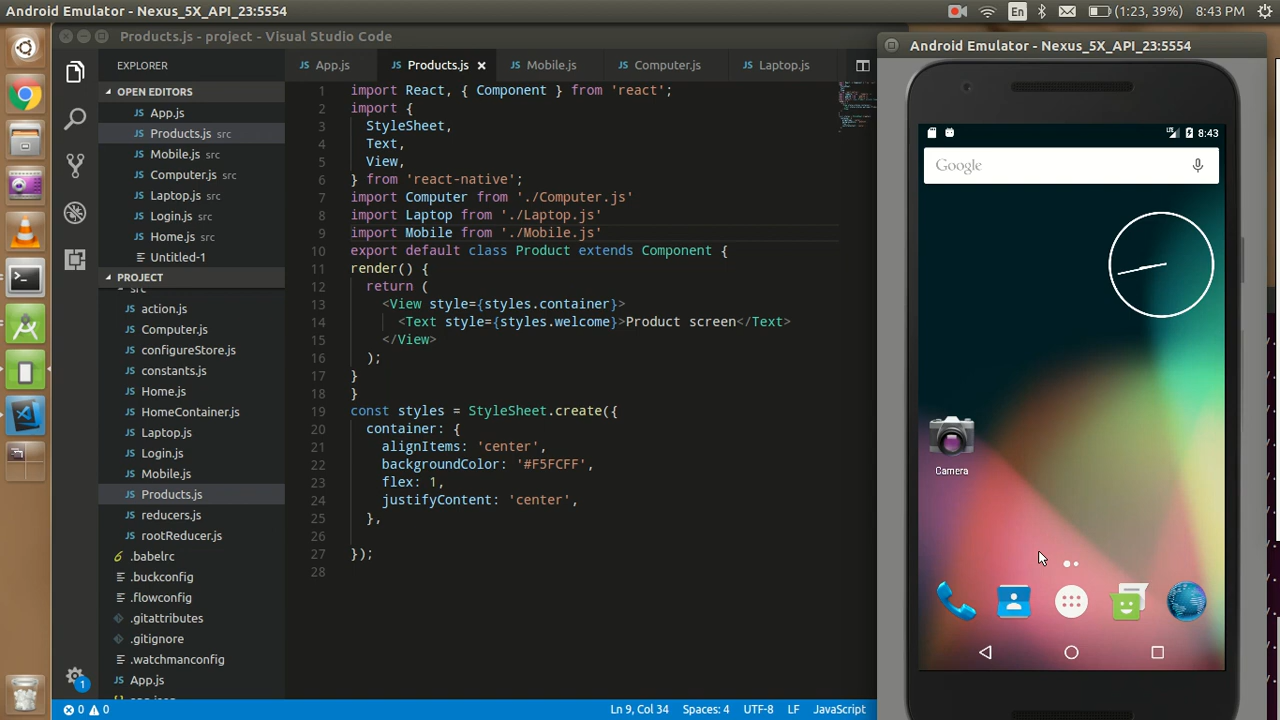 Android Emulator - Nexus_5X_API_23:5554
En
(1:23, 39%)
8:43 PM
Products.js - project - Visual Studio Code
EXPLORER
OPEN EDITORS
App.js
Products.js src
Mobile.js src
Computer.js src
Laptop.js src
Login.js src
Home.js src
Untitled-1
PROJECT
src
action.js
Computer.js
configureStore.js
constants.js
Home.js
HomeContainer.js
Laptop.js
Login.js
Mobile.js
Products.js
reducers.js
rootReducer.js
.babelrc
.buckconfig
.flowconfig
.gitattributes
.gitignore
.watchmanconfig
App.js
1
App.js
Products.js
Mobile.js
Computer.js
Laptop.js
1 import React, { Component } from 'react';
2 import {
3 StyleSheet,
4 Text,
5 View,
6 } from 'react-native';
7 import Computer from './Computer.js'
8 import Laptop from './Laptop.js'
9 import Mobile from './Mobile.js'
10 export default class Product extends Component {
11 render() {
12 return (
13 <View style={styles.container}>
14 <Text style={styles.welcome}>Product screen</Text>
15 </View>
16 );
17 }
18 }
19 const styles = StyleSheet.create({
20 container: {
21 alignItems: 'center',
22 backgroundColor: '#F5FCFF',
23 flex: 1,
24 justifyContent: 'center',
25 },
26
27 });
28
0 0
Ln 9, Col 34
Spaces: 4
UTF-8
LF
JavaScript
Android Emulator - Nexus_5X_API_23:5554
LTE
8:43
Google
Camera